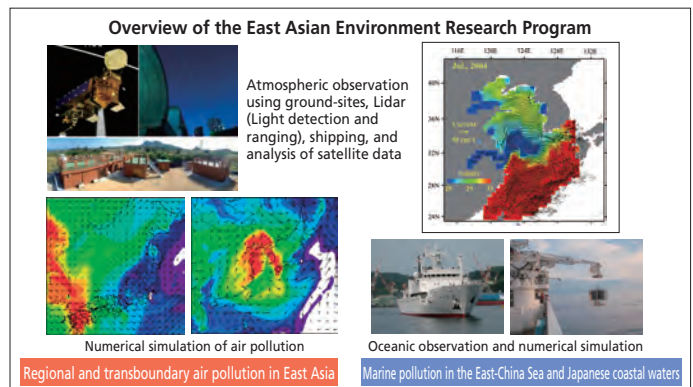 Overview of the East Asian Environment Research Program
Atmospheric observation
using ground-sites, Lidar
(Light detection and
ranging), shipping, and
analysis of satellite data
Jul., 2004
Numerical simulation of air pollution
Oceanic observation and numerical simulation
Regional and transboundary air pollution in East Asia
Marine pollution in the East-China Sea and Japanese coastal waters